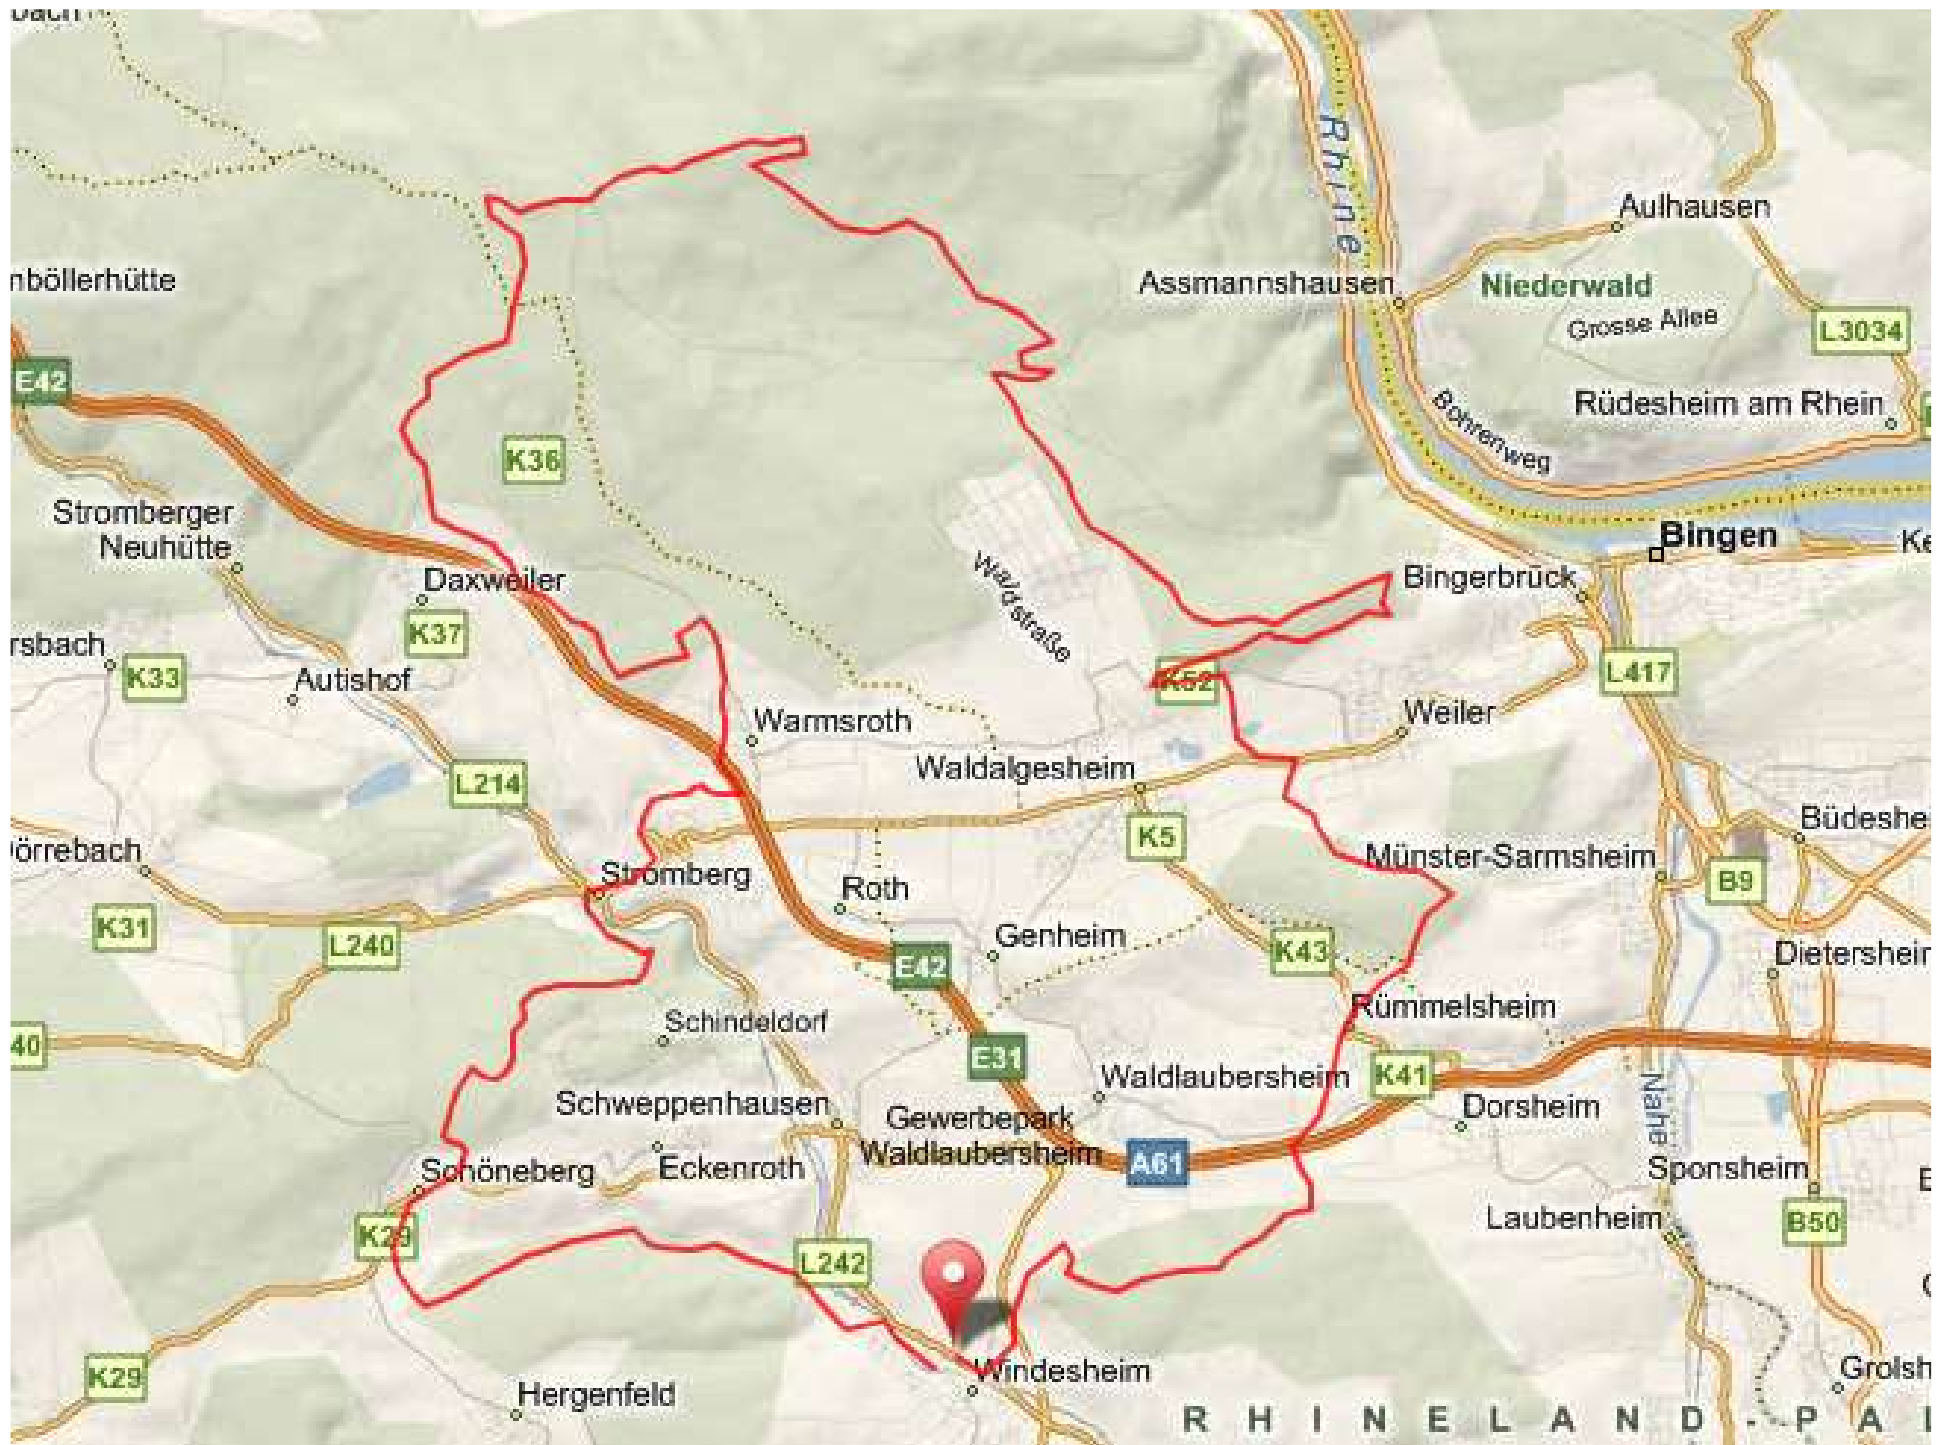 Rhine
Aulhausen
nböllerhütte
Assmannshausen
Niederwald
Grosse Allee
L3034
E42
Rüdesheim am Rhein
Bohrenweg
K36
Stromberger
Neuhütte
Bingen
Ke
Waldstraße
Daxweiler
Bingerbrück
K37
rsbach
K33
Autishof
K52
L417
Warmsroth
Weiler
Waldalgesheim
L214
K5
Büdeshe
örrebach
Stromberg
Münster-Sarmsheim
Roth
B9
K31
L240
Genheim
K43
E42
Dietersheir
Rümmelsheim
Schindeldorf
40
E31
Waldlaubersheim
K41
Nahe
Schweppenhausen
Gewerbepark
Waldlaubersheim
Dorsheim
A61
Schöneberg
Eckenroth
Sponsheim
E
K29
Laubenheim
B50
L242
K29
Windesheim
Grolsh
Hergenfeld
RHINELAND-PAL